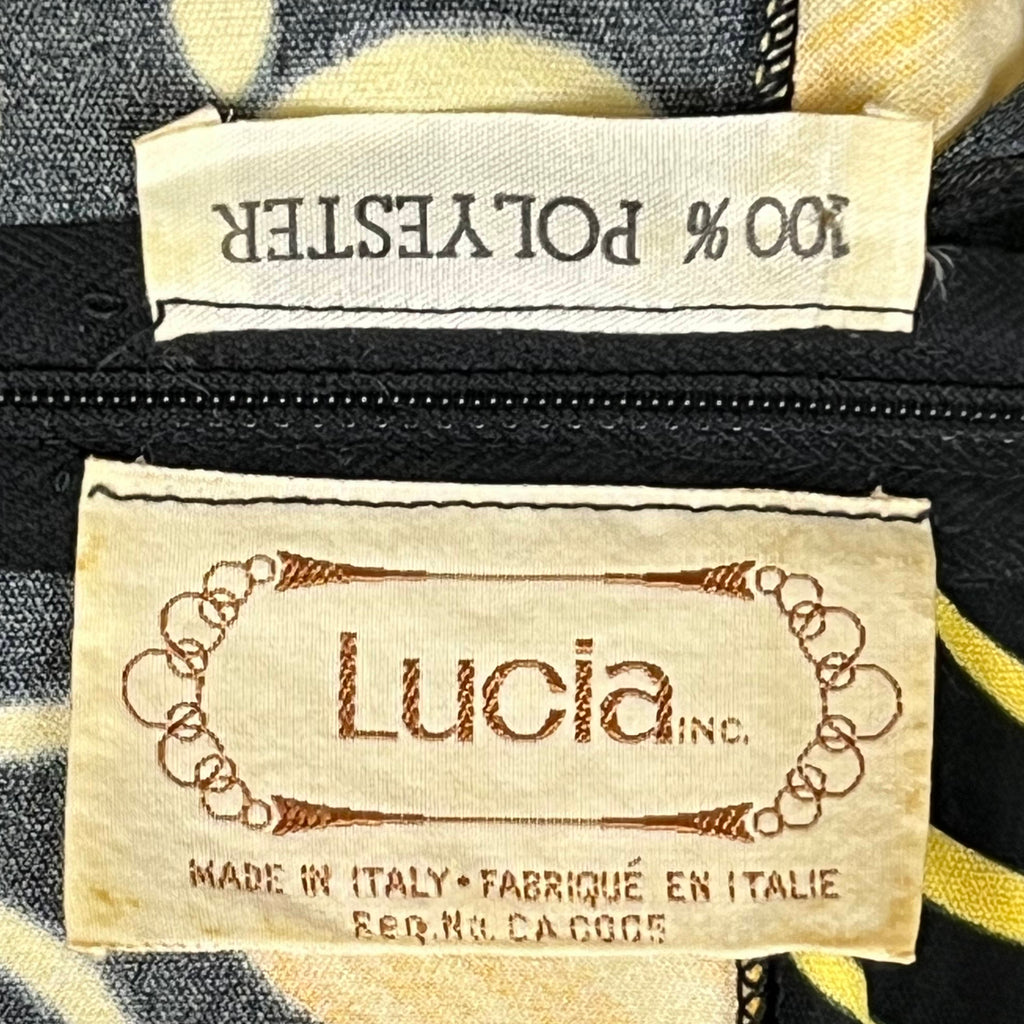 100% POLYESTER
Lucia INC.
MADE IN ITALY • FABRIQUÉ EN ITALIE
Reg. No. CA 0005